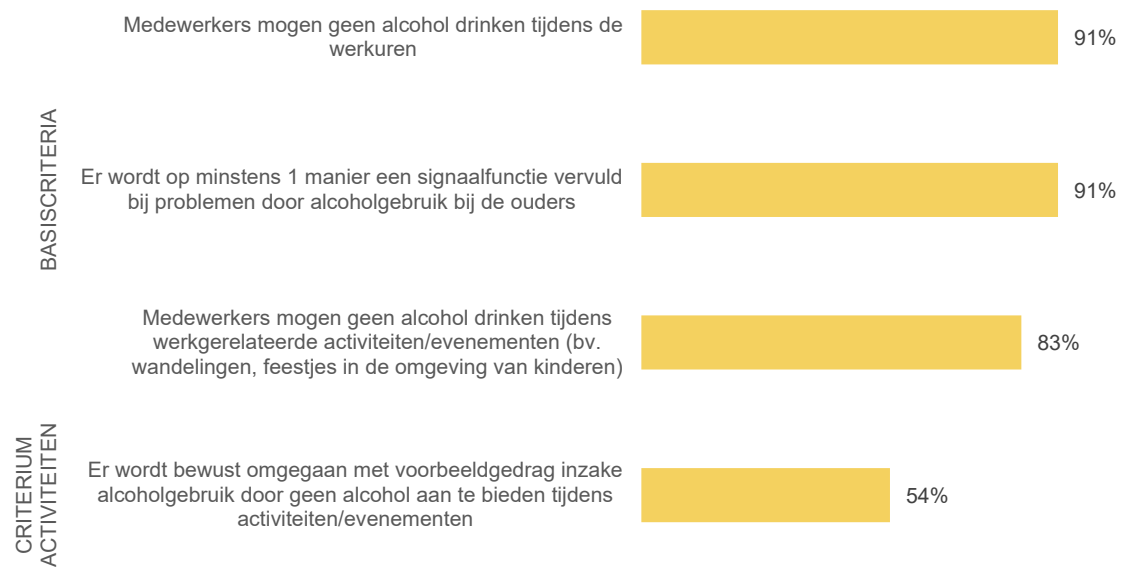 Medewerkers mogen geen alcohol drinken tijdens de
werkuren
91%
BASISCRITERIA
Er wordt op minstens 1 manier een signaalfunctie vervuld
bij problemen door alcoholgebruik bij de ouders
91%
Medewerkers mogen geen alcohol drinken tijdens
werkgerelateerde activiteiten/evenementen (bv.
wandelingen, feestjes in de omgeving van kinderen)
83%
CRITERIUM
ACTIVITEITEN
Er wordt bewust omgegaan met voorbeeldgedrag inzake
alcoholgebruik door geen alcohol aan te bieden tijdens
activiteiten/evenementen
54%